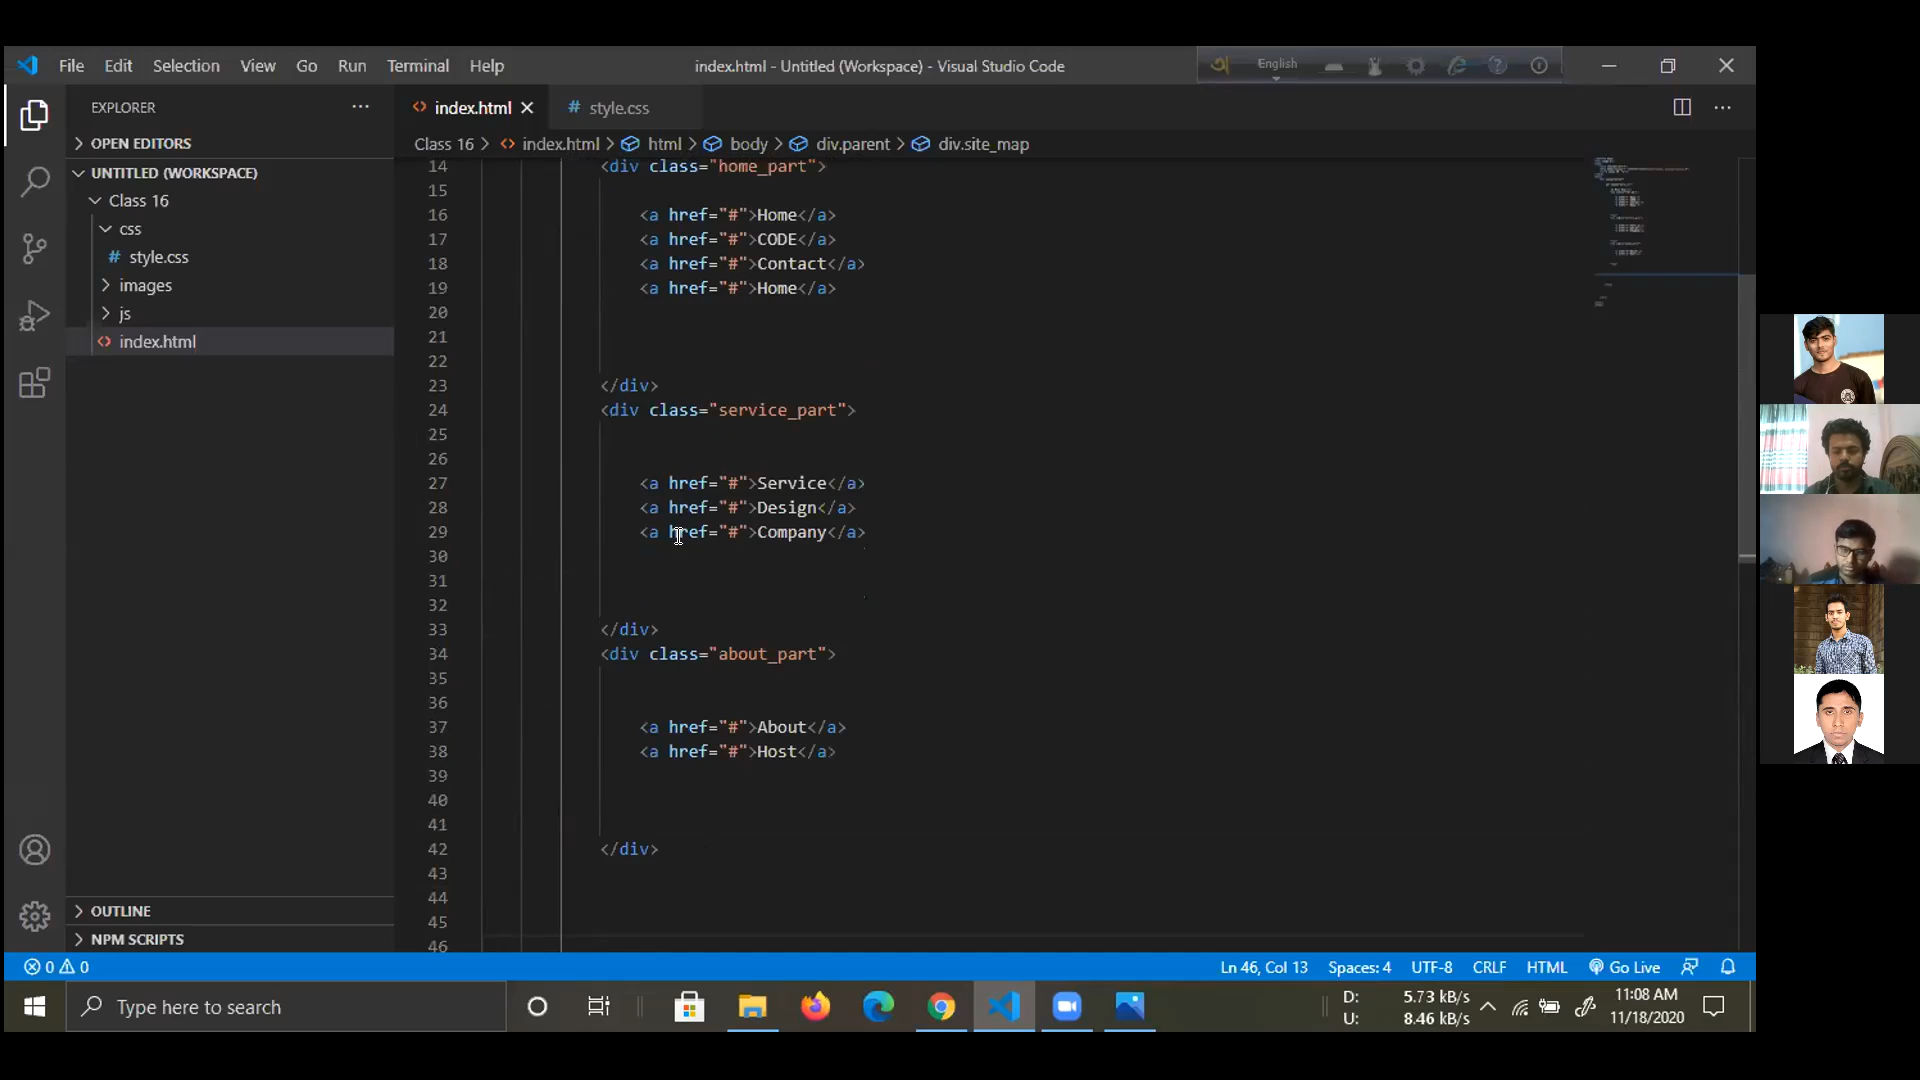 File Edit Selection View Go Run Terminal Help
index.html - Untitled (Workspace) - Visual Studio Code
English
EXPLORER
index.html
# style.css
OPEN EDITORS
Class 16 > index.html > html > body > div.parent > div.site_map
UNTITLED (WORKSPACE)
Class 16
css
# style.css
images
js
index.html
14 <div class="home_part">
15
16 <a href="#">Home</a>
17 <a href="#">CODE</a>
18 <a href="#">Contact</a>
19 <a href="#">Home</a>
20
21
22
23 </div>
24 <div class="service_part">
25
26
27 <a href="#">Service</a>
28 <a href="#">Design</a>
29 <a href="#">Company</a>
30
31
32
33 </div>
34 <div class="about_part">
35
36
37 <a href="#">About</a>
38 <a href="#">Host</a>
39
40
41
42 </div>
43
44
45
46
OUTLINE
NPM SCRIPTS
0 0
Ln 46, Col 13 Spaces: 4 UTF-8 CRLF HTML Go Live
Type here to search
D: 5.73 kB/s
U: 8.46 kB/s
11:08 AM
11/18/2020